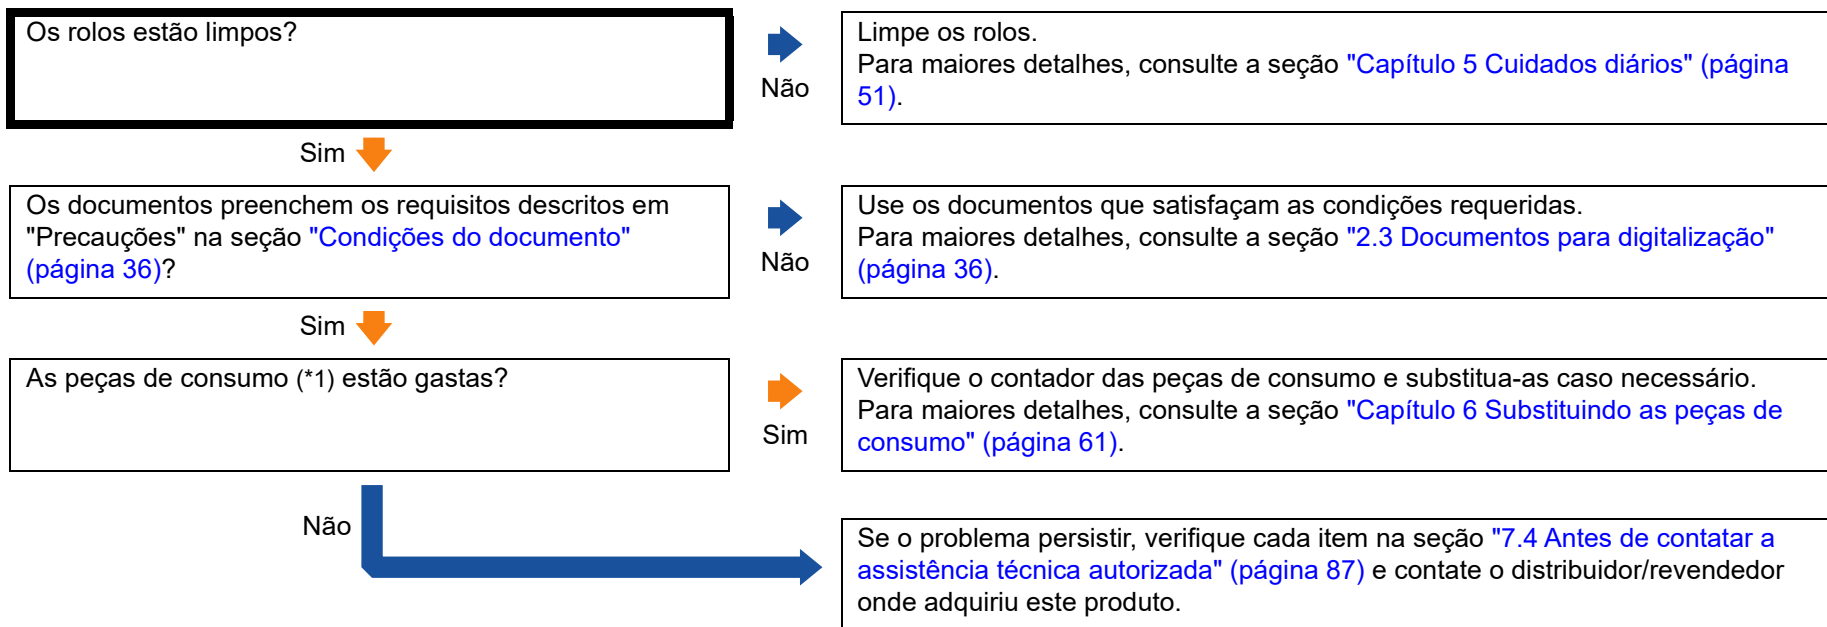 Os rolos estão limpos?
Não
Limpe os rolos.
Para maiores detalhes, consulte a seção "Capítulo 5 Cuidados diários" (página
51).
Sim
Os documentos preenchem os requisitos descritos em
"Precauções" na seção "Condições do documento"
(página 36)?
Não
Use os documentos que satisfaçam as condições requeridas.
Para maiores detalhes, consulte a seção "2.3 Documentos para digitalização"
(página 36).
Sim
As peças de consumo (*1) estão gastas?
Sim
Verifique o contador das peças de consumo e substitua-as caso necessário.
Para maiores detalhes, consulte a seção "Capítulo 6 Substituindo as peças de
consumo" (página 61).
Não
Se o problema persistir, verifique cada item na seção "7.4 Antes de contatar a
assistência técnica autorizada" (página 87) e contate o distribuidor/revendedor
onde adquiriu este produto.